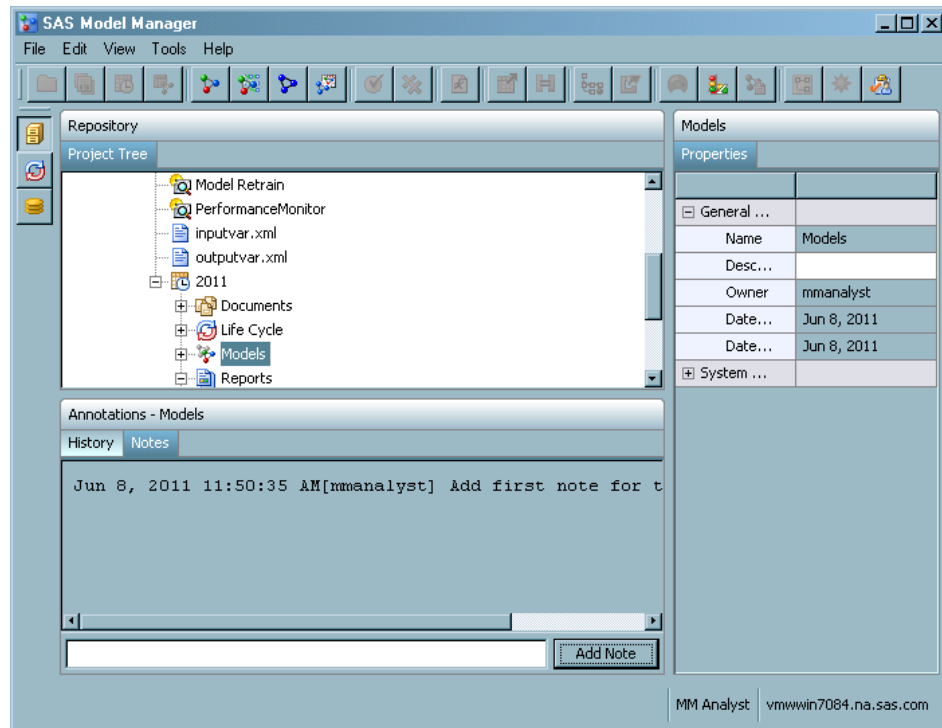 SAS Model Manager
File Edit View Tools Help
Repository
Project Tree
Model Retrain
PerformanceMonitor
inputvar.xml
outputvar.xml
2011
Documents
Life Cycle
Models
Reports
Annotations - Models
History Notes
Jun 8, 2011 11:50:35 AM[mmanalyst] Add first note for t
Add Note
Models
Properties
General ...
Name Models
Desc...
Owner mmanalyst
Date... Jun 8, 2011
Date... Jun 8, 2011
System ...
MM Analyst vmwwin7084.na.sas.com